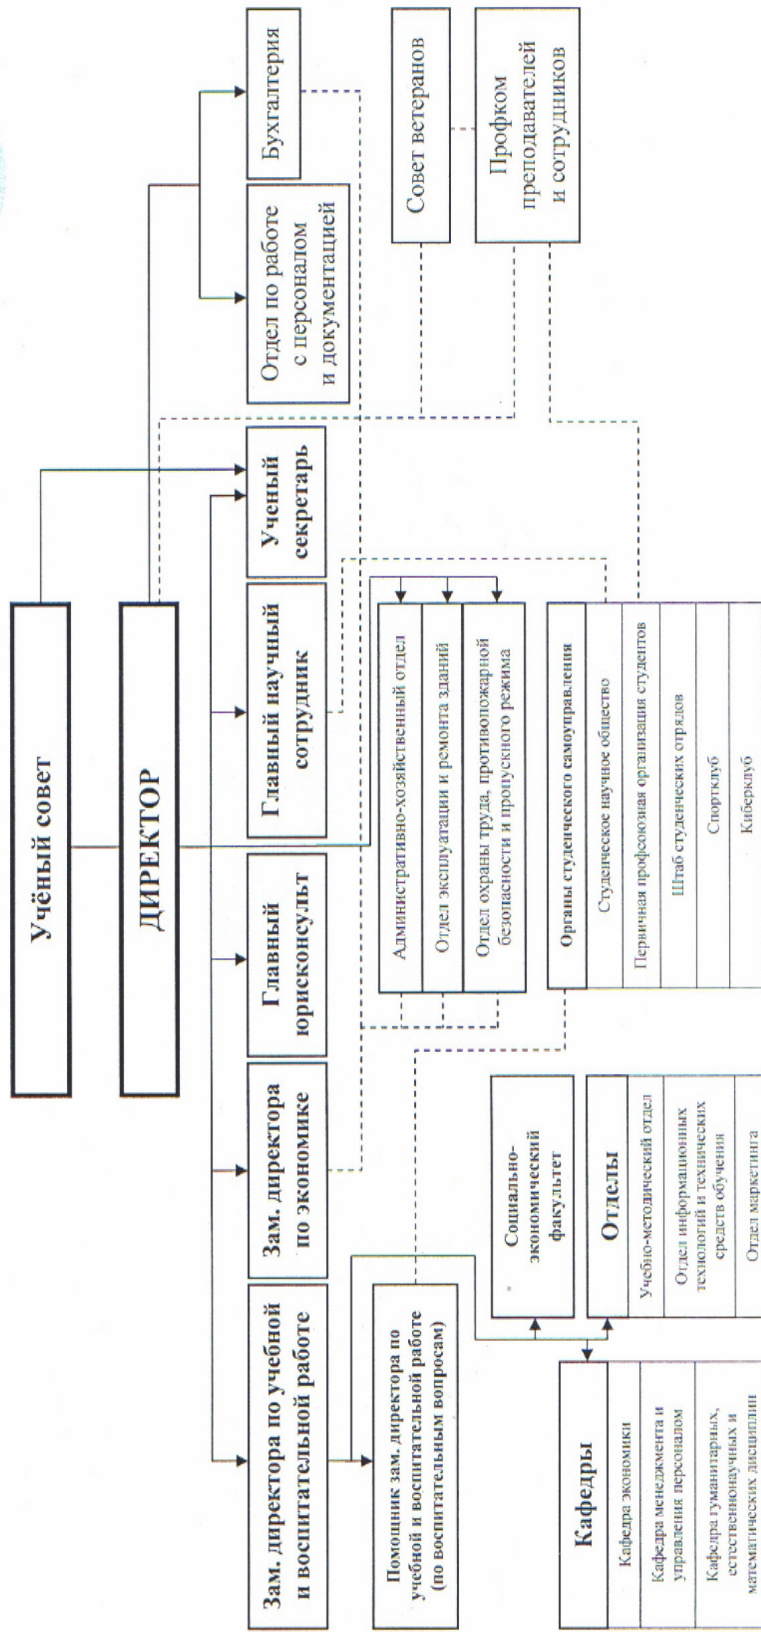 Учёный совет
ДИРЕКТОР
Зам. директора по учебной
и воспитательной работе
Зам. директора
по экономике
Главный
юрисконсульт
Главный научный
сотрудник
Ученый
секретарь
Отдел по работе
с персоналом
и документацией
Бухгалтерия
Помощник зам. директора по
учебной и воспитательной работе
(по воспитательным вопросам)
Административно-хозяйственный отдел
Отдел эксплуатации и ремонта зданий
Отдел охраны труда, противопожарной
безопасности и пропускного режима
Совет ветеранов
Профком
преподавателей
и сотрудников
Социально-
экономический
факультет
Органы студенческого самоуправления
Студенческое научное общество
Первичная профсоюзная организация студентов
Штаб студенческих отрядов
Спортклуб
Киберклуб
Кафедры
Кафедра экономики
Кафедра менеджмента и
управления персоналом
Кафедра гуманитарных,
естественнонаучных и
математических дисциплин
Отделы
Учебно-методический отдел
Отдел информационных
технологий и технических
средств обучения
Отдел маркетинга